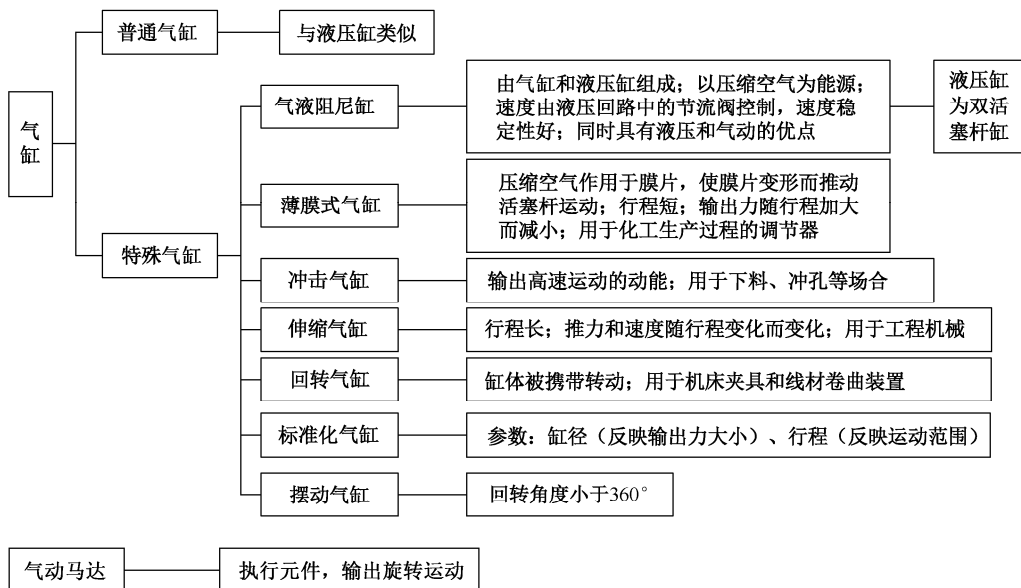 普通气缸
与液压缸类似
气
缸
特殊气缸
气液阻尼缸
由气缸和液压缸组成；以压缩空气为能源；
速度由液压回路中的节流阀控制，速度稳
定性好；同时具有液压和气动的优点
液压缸
为双活
塞杆缸
薄膜式气缸
压缩空气作用于膜片，使膜片变形而推动
活塞杆运动；行程短；输出力随行程加大
而减小；用于化工生产过程的调节器
冲击气缸
输出高速运动的动能；用于下料、冲孔等场合
伸缩气缸
行程长；推力和速度随行程变化而变化；用于工程机械
回转气缸
缸体被携带转动；用于机床夹具和线材卷曲装置
标准化气缸
参数：缸径（反映输出力大小）、行程（反映运动范围）
摆动气缸
回转角度小于360°
气动马达
执行元件，输出旋转运动